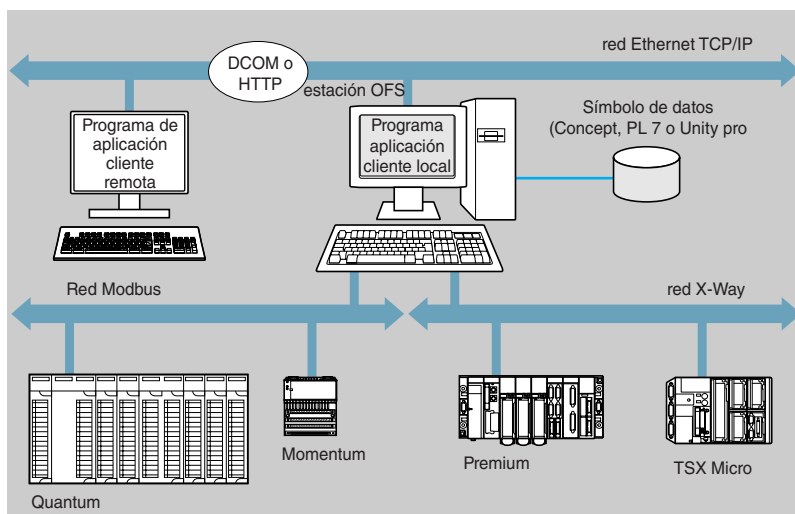 red Ethernet TCP/IP
DCOM o
HTTP
estación OFS
Programa de
aplicación
cliente
remota
Programa
aplicación
cliente local
Símbolo de datos
(Concept, PL 7 o Unity pro
Red Modbus
red X-Way
Quantum
Momentum
Premium
TSX Micro